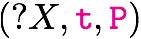 (?X, t, P)